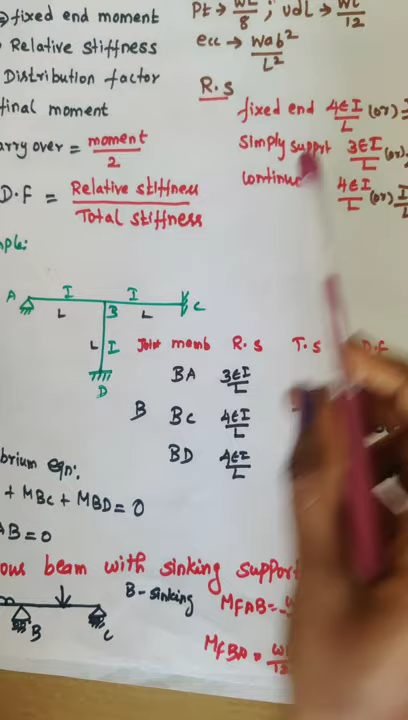 fixed end moment
Pt → WL/8 ; udl → WL/12
Relative stiffness
ecc → Wab²/L²
Distribution factor
R.S
final moment
fixed end 4EI/L (or)
arry over = moment/2
Simply support 3EI/L (or)
D.F = Relative stiffness/Total stiffness
4EI/L (or) I
mple:
A I I B C
L L
L I
D
Joint memb R.S T.S D.F
BA 3EI/L
B BC 4EI/L
BD 4EI/L
brium eqn:
+ MBC + MBD = 0
AB = 0
ous beam with sinking support
B-sinking
MFAB = -
B C
MFBA =